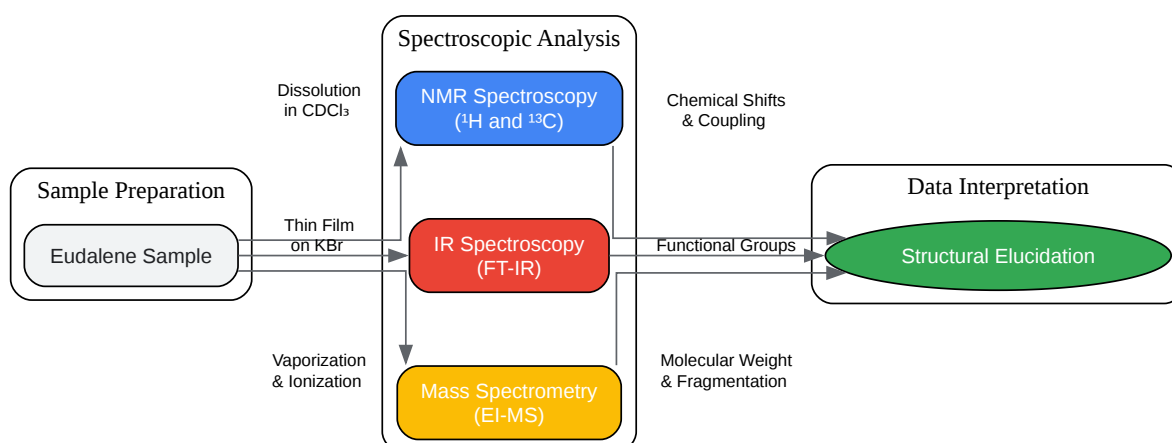 Spectroscopic Analysis
Dissolution
in CDCl₃
NMR Spectroscopy
(¹H and ¹³C)
Chemical Shifts
& Coupling
Sample Preparation
Eudalene Sample
Thin Film
on KBr
IR Spectroscopy
(FT-IR)
Functional Groups
Data Interpretation
Structural Elucidation
Vaporization
& Ionization
Mass Spectrometry
(EI-MS)
Molecular Weight
& Fragmentation